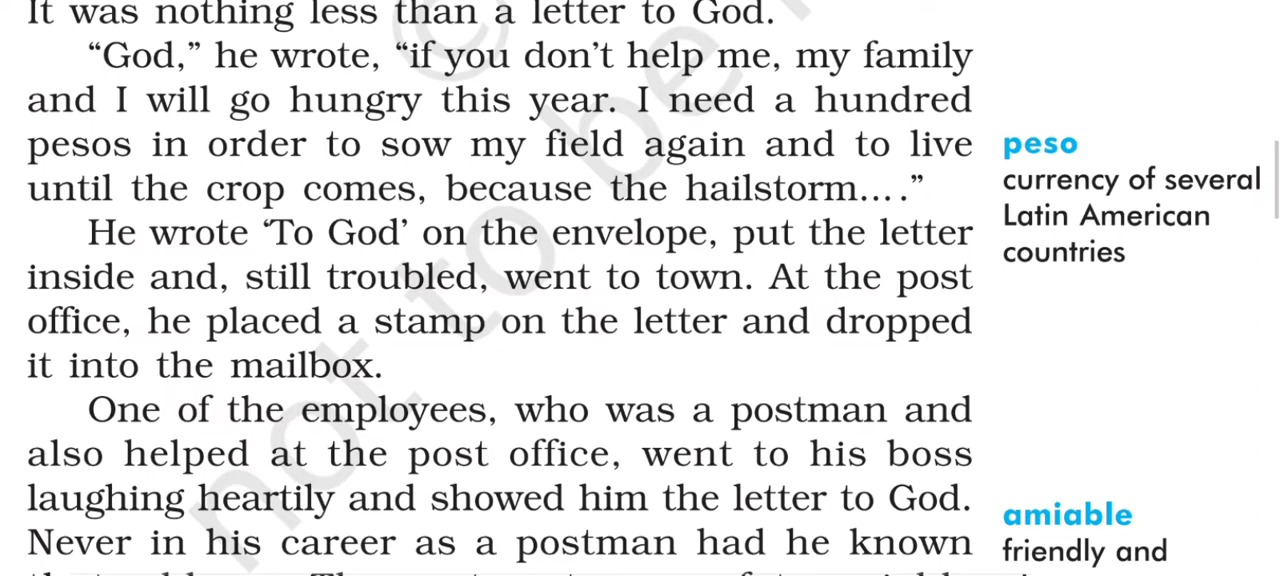 It was nothing less than a letter to God.
“God,” he wrote, “if you don’t help me, my family
and I will go hungry this year. I need a hundred
pesos in order to sow my field again and to live
until the crop comes, because the hailstorm... .”
He wrote ‘To God’ on the envelope, put the letter
inside and, still troubled, went to town. At the post
office, he placed a stamp on the letter and dropped
it into the mailbox.
One of the employees, who was a postman and
also helped at the post office, went to his boss
laughing heartily and showed him the letter to God.
Never in his career as a postman had he known
peso
currency of several
Latin American
countries
amiable
friendly and
© not to be